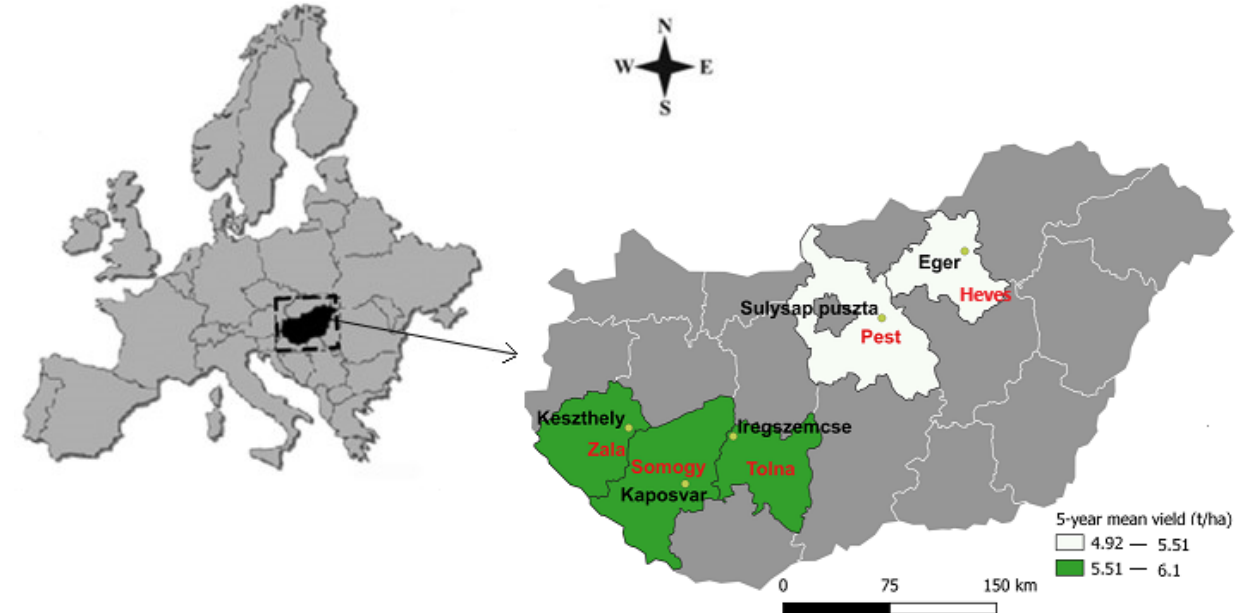 N
W E
S
Eger
Heves
Sulysap puszta
Pest
Keszthely
Iregszemcse
Zala
Somogy
Tolna
Kaposvar
5-year mean yield (t/ha)
4.92 — 5.51
5.51 — 6.1
0 75 150 km